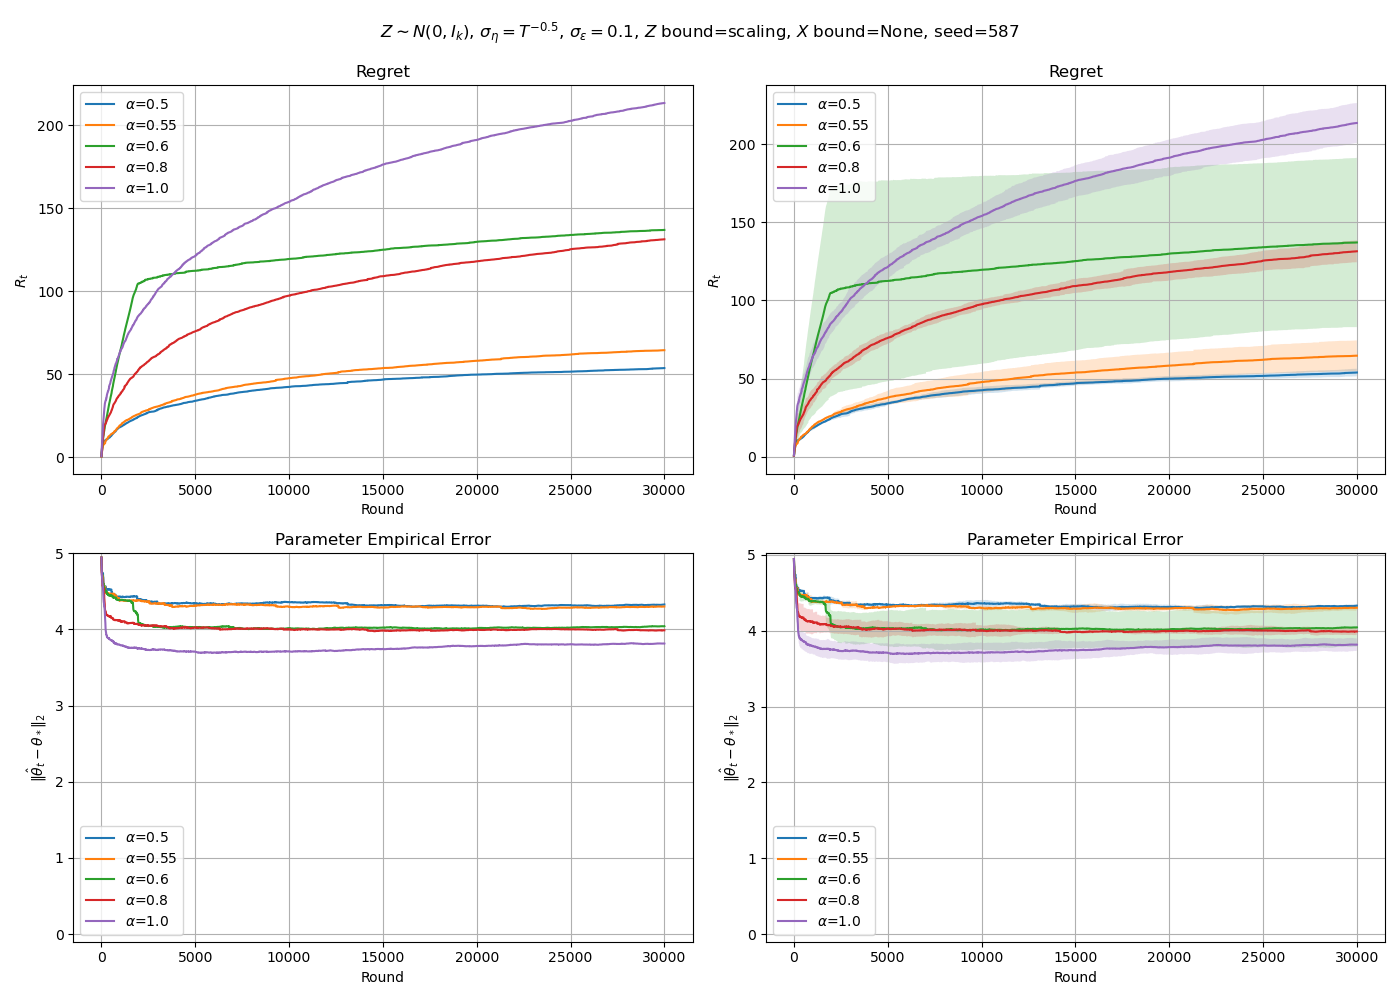 Z ∼ N(0, I_k), σ_η = T^{−0.5}, σ_ε = 0.1, Z bound=scaling, X bound=None, seed=587
Regret
R_t
200
150
100
50
0
α=0.5
α=0.55
α=0.6
α=0.8
α=1.0
0 5000 10000 15000 20000 25000 30000
Round
Regret
R_t
200
150
100
50
0
α=0.5
α=0.55
α=0.6
α=0.8
α=1.0
0 5000 10000 15000 20000 25000 30000
Round
Parameter Empirical Error
‖θ̂_t − θ_*‖_2
5
4
3
2
1
0
α=0.5
α=0.55
α=0.6
α=0.8
α=1.0
0 5000 10000 15000 20000 25000 30000
Round
Parameter Empirical Error
‖θ̂_t − θ_*‖_2
5
4
3
2
1
0
α=0.5
α=0.55
α=0.6
α=0.8
α=1.0
0 5000 10000 15000 20000 25000 30000
Round